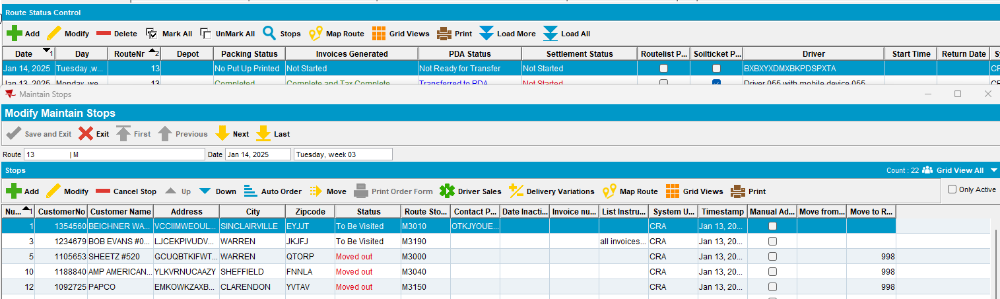 Route Status Control
Add Modify Delete Mark All UnMark All Stops Map Route Grid Views Print Load More Load All
Date 1 Day RouteNr 2 Depot Packing Status Invoices Generated PDA Status Settlement Status Routelist P... Soilticket P... Driver Start Time Return Date
Jan 14, 2025 Tuesday ,w... 13 No Put Up Printed Not Started Not Ready for Transfer Not Started BXBXYXDMXBKPDSPXTA
Jan 13, 2025 Monday, we... 13 Completed Complete and Tax Complete Transferred to PDA Not Started Driver 055 with mobile device 055
Maintain Stops
Modify Maintain Stops
Save and Exit Exit First Previous Next Last
Route 13 | M Date Jan 14, 2025 Tuesday, week 03
Stops Count : 22 Grid View All
Add Modify Cancel Stop Up Down Auto Order Move Print Order Form Driver Sales Delivery Variations Map Route Grid Views Print Only Active
Nu... 1 CustomerNo Customer Name Address City Zipcode Status Route Sto... Contact P... Date Inacti... Invoice nu... List Instru... System U... Timestamp Manual Ad... Move from... Move to R...
1 1354560 BEICHNER WA... VCCIIMWEOUL... SINCLAIRVILLE EYJJT To Be Visited M3010 OTKJYOUE... CRA Jan 13, 20...
3 1234679 BOB EVANS #0... LJCEKPIVUDV... WARREN JKJFJ To Be Visited M3190 all invoices... CRA Jan 13, 20...
5 1105653 SHEETZ #520 GCUQBTKIFWT... WARREN QTORP Moved out M3000 CRA Jan 13, 20... 998
10 1188840 AMP AMERICAN... YLKVRNUCAAZY SHEFFIELD FNNLA Moved out M3040 CRA Jan 13, 20... 998
12 1092725 PAPCO EMKOWKZAXB... CLARENDON YVTAV Moved out M3150 CRA Jan 13, 20... 998